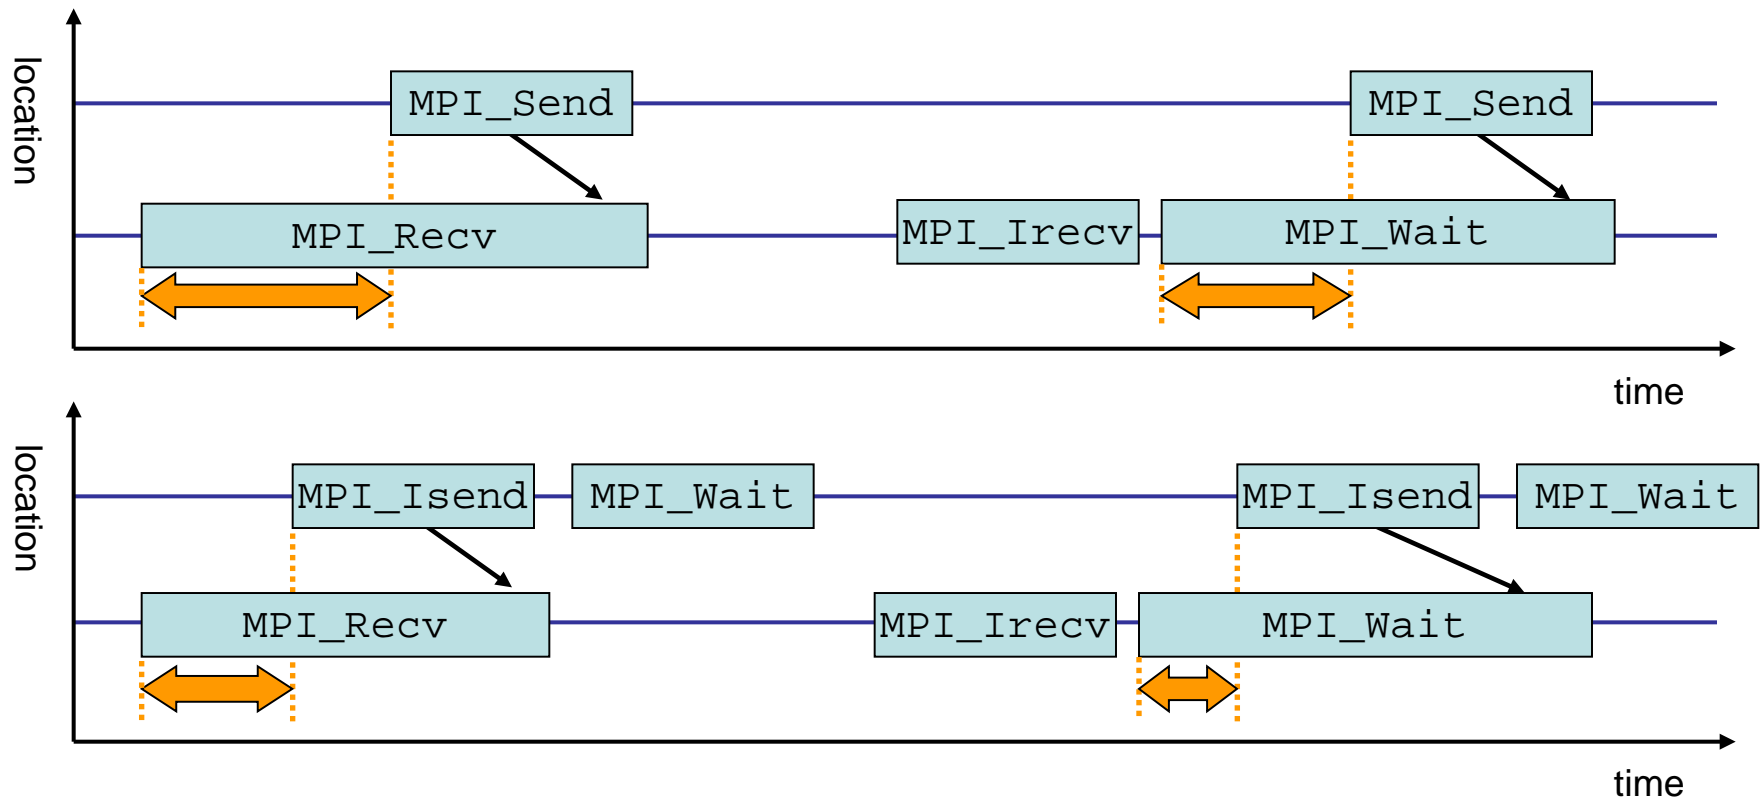 location
MPI_Send
MPI_Send
MPI_Recv
MPI_Irecv
MPI_Wait
time
location
MPI_Isend
MPI_Wait
MPI_Isend
MPI_Wait
MPI_Recv
MPI_Irecv
MPI_Wait
time